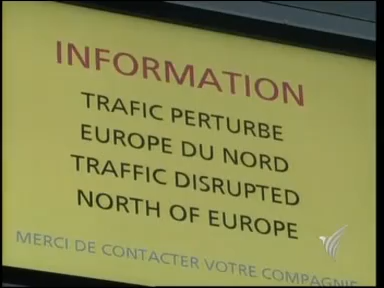 INFORMATION
TRAFIC PERTURBE
EUROPE DU NORD
TRAFFIC DISRUPTED
NORTH OF EUROPE
MERCI DE CONTACTER VOTRE COMPAGNIE